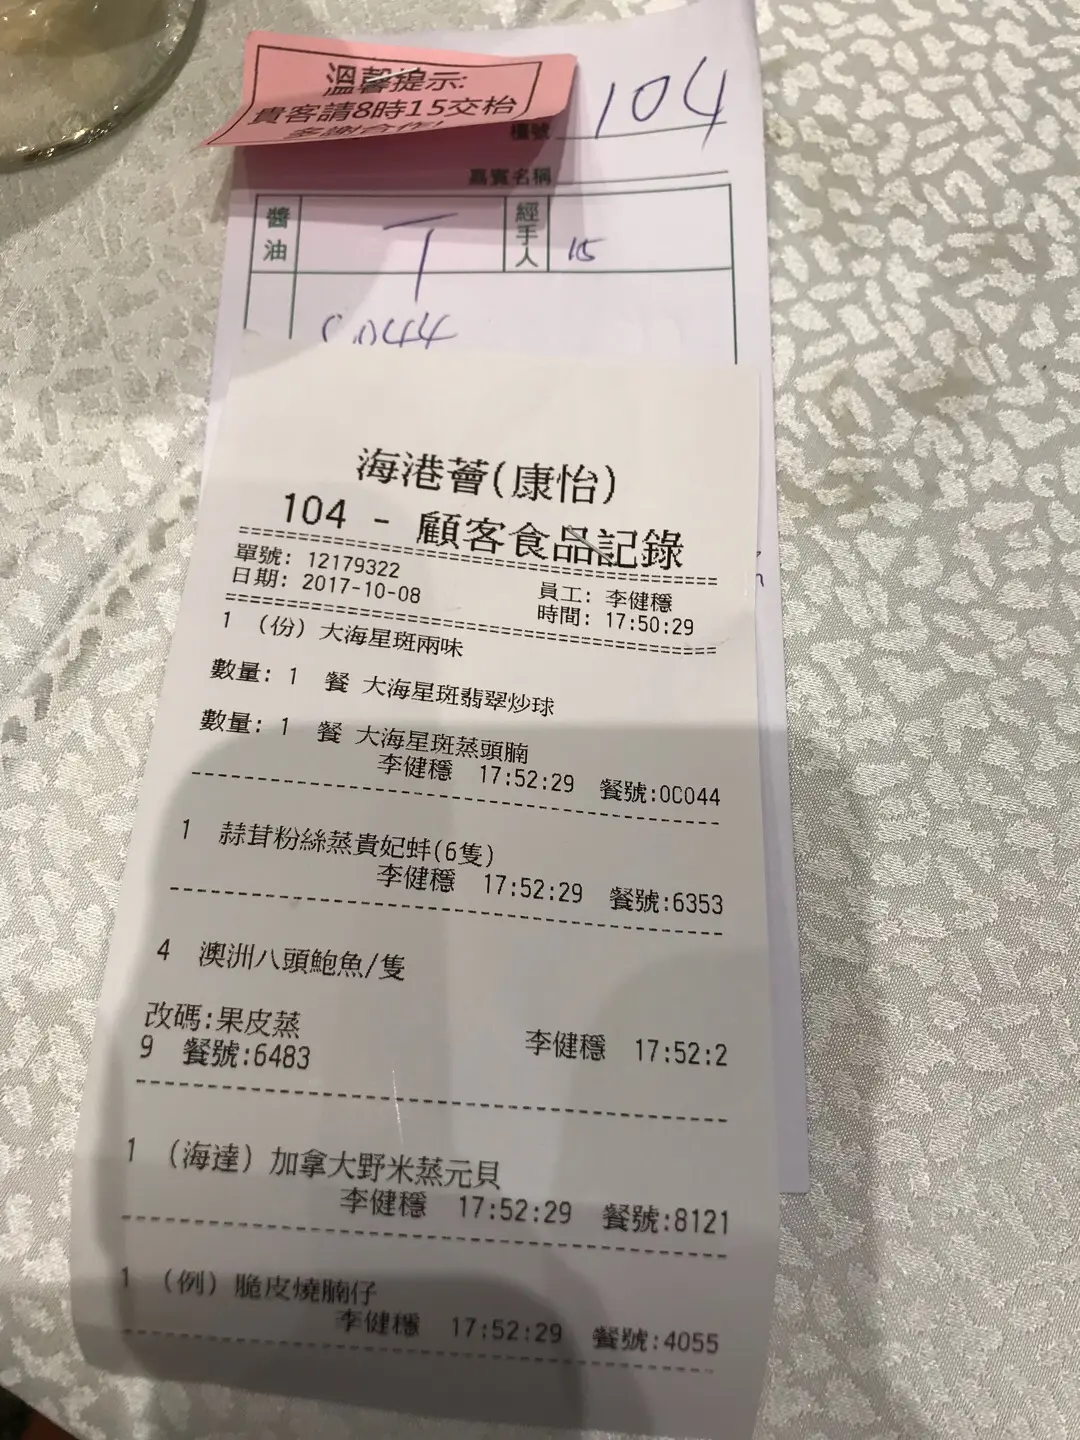 溫馨提示:
貴客請8時15交枱
多謝合作!
檯號 104
嘉賓名稱
醬油 T 經手人 15
海港薈(康怡)
104 - 顧客食品記錄
單號: 12179322 員工: 李健穩
日期: 2017-10-08 時間: 17:50:29
1 (份) 大海星斑兩味
數量: 1 餐 大海星斑翡翠炒球
數量: 1 餐 大海星斑蒸頭腩
李健穩 17:52:29 餐號:0C044
1 蒜茸粉絲蒸貴妃蚌(6隻)
李健穩 17:52:29 餐號:6353
4 澳洲八頭鮑魚/隻
改碼:果皮蒸 李健穩 17:52:2
9 餐號:6483
1 (海達) 加拿大野米蒸元貝
李健穩 17:52:29 餐號:8121
1 (例) 脆皮燒腩仔
李健穩 17:52:29 餐號:4055